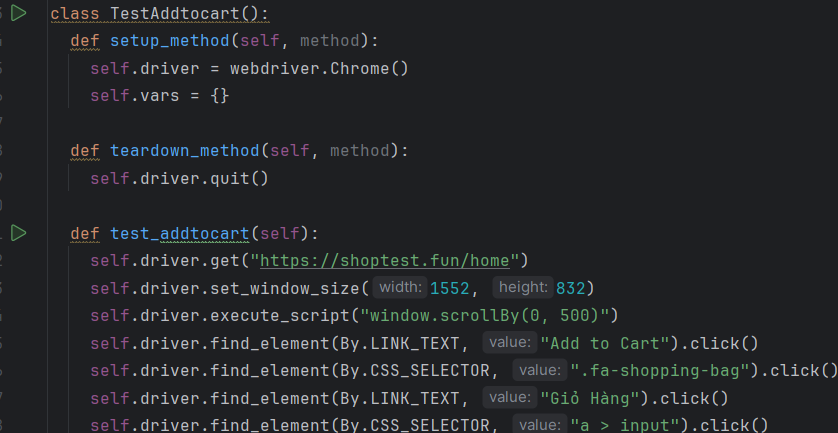 class TestAddtocart():
def setup_method(self, method):
self.driver = webdriver.Chrome()
self.vars = {}
def teardown_method(self, method):
self.driver.quit()
def test_addtocart(self):
self.driver.get("https://shoptest.fun/home")
self.driver.set_window_size( width: 1552, height: 832)
self.driver.execute_script("window.scrollBy(0, 500)")
self.driver.find_element(By.LINK_TEXT, value: "Add to Cart").click()
self.driver.find_element(By.CSS_SELECTOR, value: ".fa-shopping-bag").click()
self.driver.find_element(By.LINK_TEXT, value: "Giỏ Hàng").click()
self.driver.find_element(By.CSS_SELECTOR, value: "a > input").click()